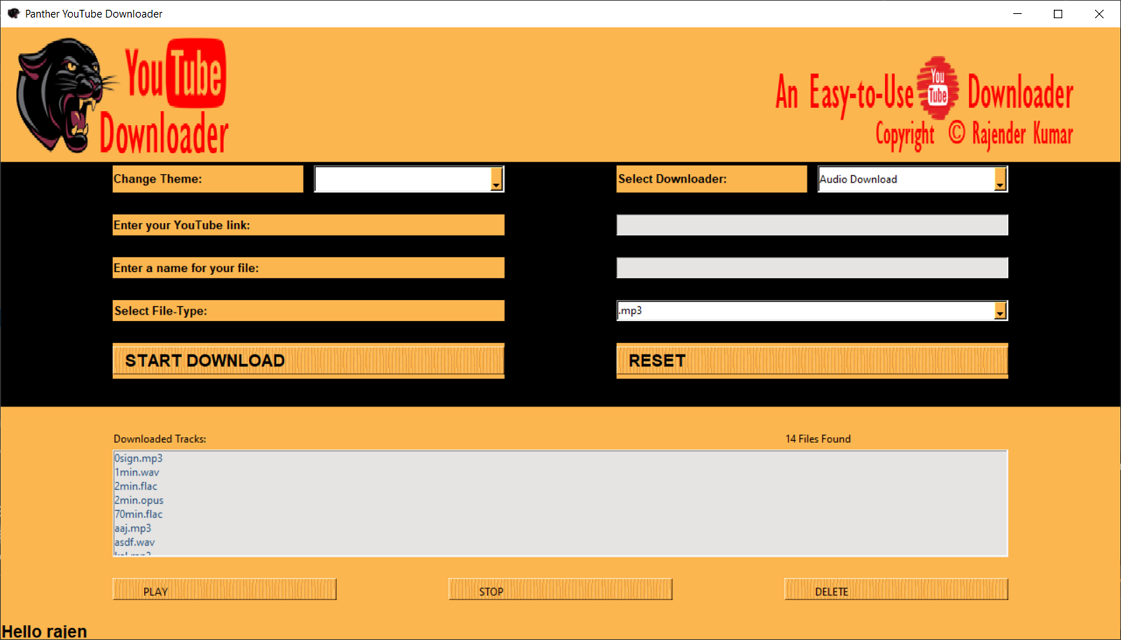 Panther YouTube Downloader
YouTube
Downloader
An Easy-to-Use YouTube Downloader
Copyright © Rajender Kumar
Change Theme:
Select Downloader: Audio Download
Enter your YouTube link:
Enter a name for your file:
Select File-Type: .mp3
START DOWNLOAD RESET
Downloaded Tracks: 14 Files Found
0sign.mp3
1min.wav
2min.flac
2min.opus
70min.flac
aaj.mp3
asdf.wav
PLAY STOP DELETE
Hello rajen